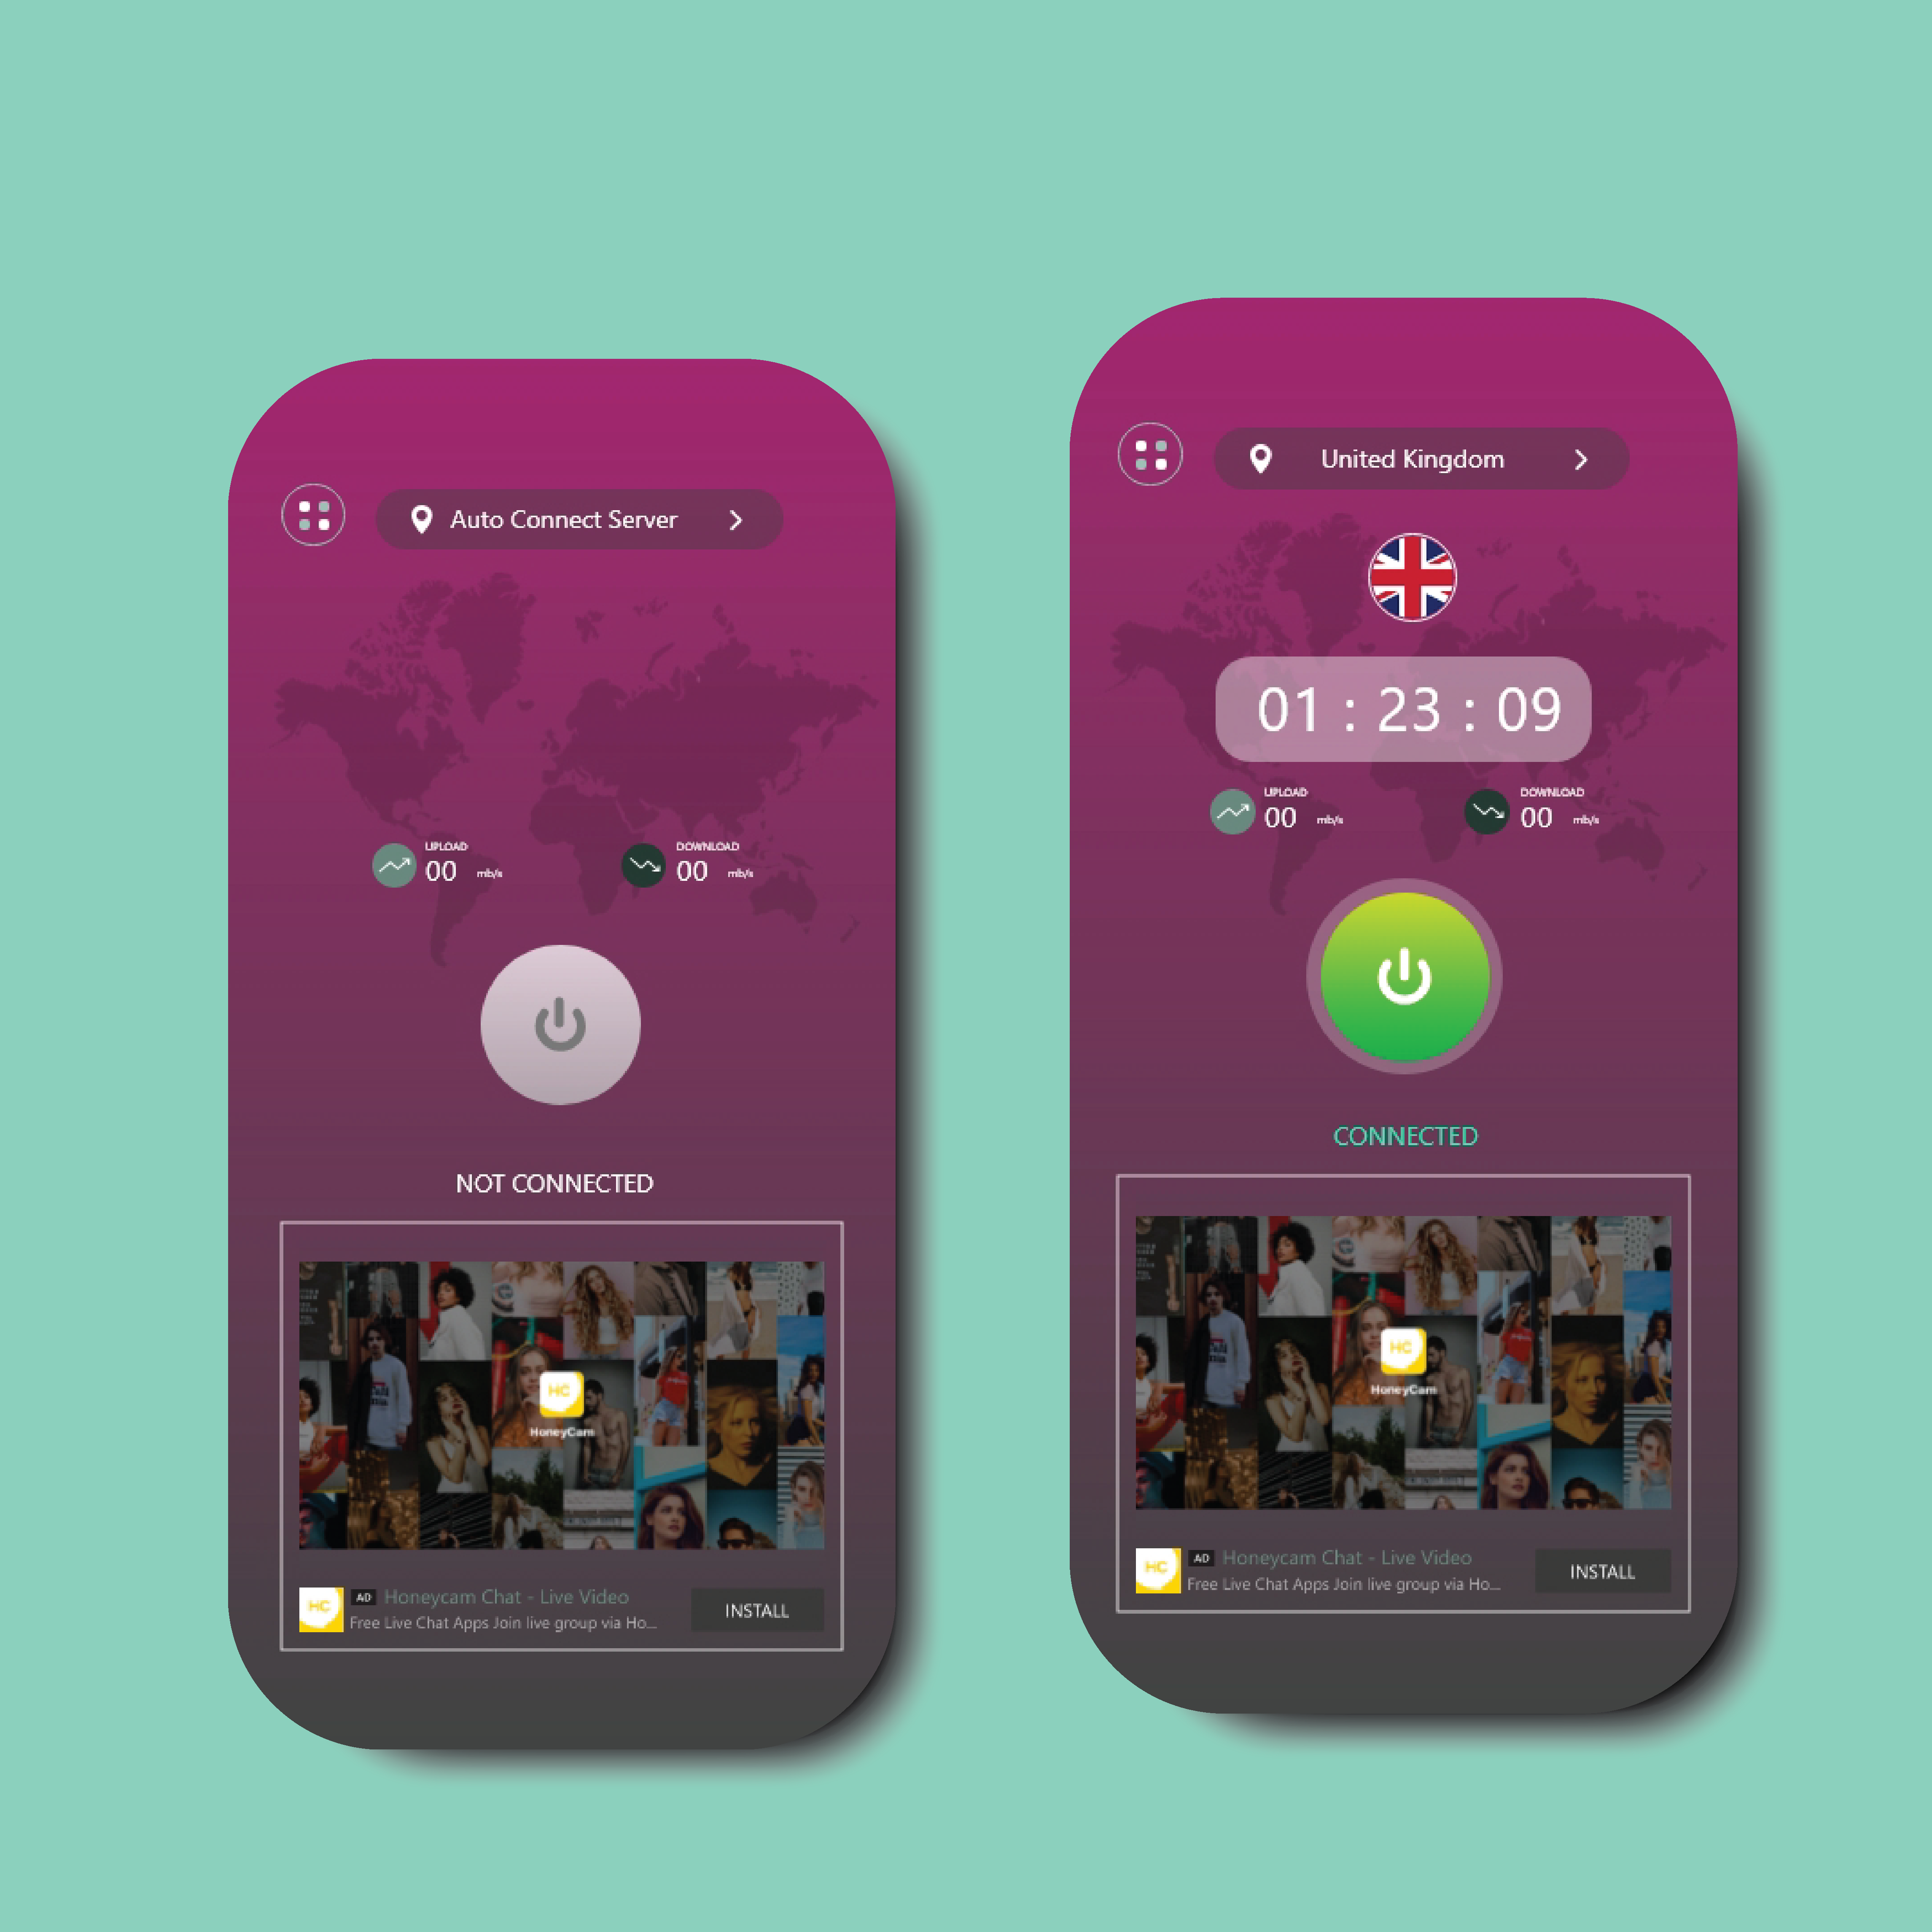 Auto Connect Server
UPLOAD
00 mb/s
DOWNLOAD
00 mb/s
NOT CONNECTED
HC
HoneyCam
HC
AD Honeycam Chat - Live Video
Free Live Chat Apps Join live group via Ho...
INSTALL
United Kingdom
01 : 23 : 09
UPLOAD
00 mb/s
DOWNLOAD
00 mb/s
CONNECTED
HC
HoneyCam
HC
AD Honeycam Chat - Live Video
Free Live Chat Apps Join live group via Ho...
INSTALL